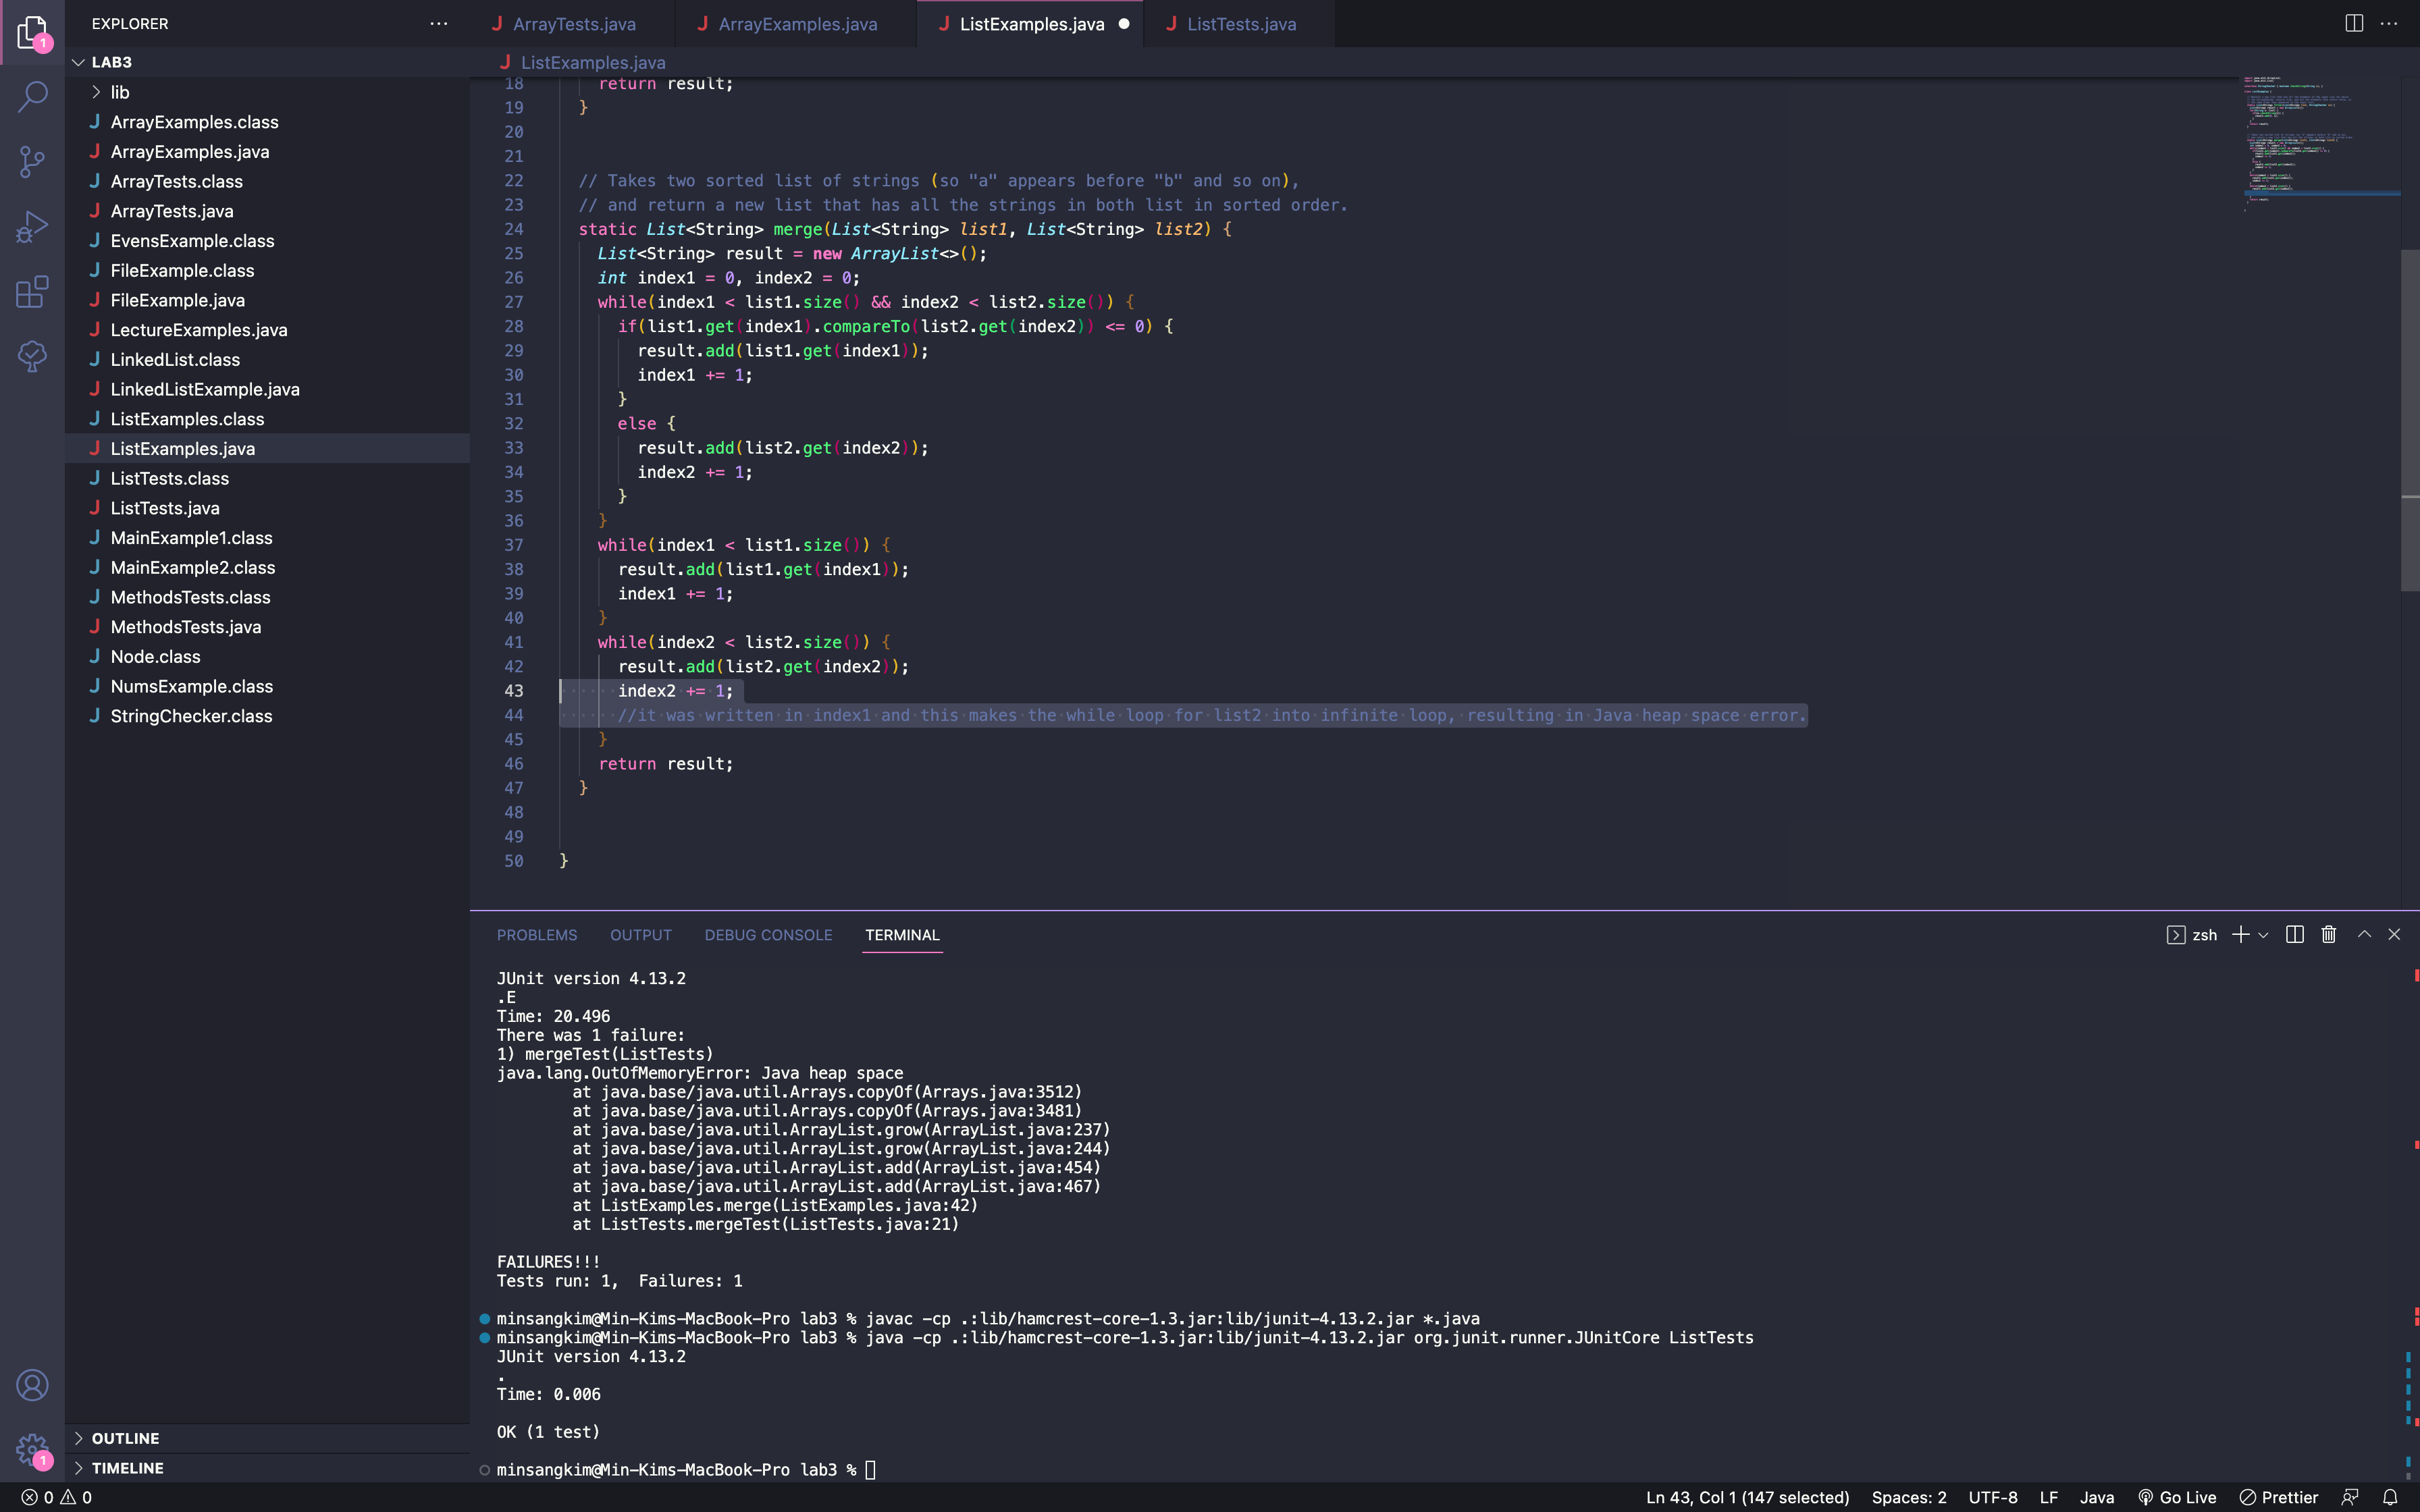 EXPLORER
ArrayTests.java
ArrayExamples.java
ListExamples.java
ListTests.java
1
LAB3
lib
ArrayExamples.class
ArrayExamples.java
ArrayTests.class
ArrayTests.java
EvensExample.class
FileExample.class
FileExample.java
LectureExamples.java
LinkedList.class
LinkedListExample.java
ListExamples.class
ListExamples.java
ListTests.class
ListTests.java
MainExample1.class
MainExample2.class
MethodsTests.class
MethodsTests.java
Node.class
NumsExample.class
StringChecker.class
OUTLINE
TIMELINE
1
ListExamples.java
18 return result;
19 }
20
21
22 // Takes two sorted list of strings (so "a" appears before "b" and so on),
23 // and return a new list that has all the strings in both list in sorted order.
24 static List<String> merge(List<String> list1, List<String> list2) {
25 List<String> result = new ArrayList<>();
26 int index1 = 0, index2 = 0;
27 while(index1 < list1.size() && index2 < list2.size()) {
28 if(list1.get(index1).compareTo(list2.get(index2)) <= 0) {
29 result.add(list1.get(index1));
30 index1 += 1;
31 }
32 else {
33 result.add(list2.get(index2));
34 index2 += 1;
35 }
36 }
37 while(index1 < list1.size()) {
38 result.add(list1.get(index1));
39 index1 += 1;
40 }
41 while(index2 < list2.size()) {
42 result.add(list2.get(index2));
43 index2 += 1;
44 //it was written in index1 and this makes the while loop for list2 into infinite loop, resulting in Java heap space error.
45 }
46 return result;
47 }
48
49
50 }
PROBLEMS OUTPUT DEBUG CONSOLE TERMINAL
zsh
JUnit version 4.13.2
.E
Time: 20.496
There was 1 failure:
1) mergeTest(ListTests)
java.lang.OutOfMemoryError: Java heap space
at java.base/java.util.Arrays.copyOf(Arrays.java:3512)
at java.base/java.util.Arrays.copyOf(Arrays.java:3481)
at java.base/java.util.ArrayList.grow(ArrayList.java:237)
at java.base/java.util.ArrayList.grow(ArrayList.java:244)
at java.base/java.util.ArrayList.add(ArrayList.java:454)
at java.base/java.util.ArrayList.add(ArrayList.java:467)
at ListExamples.merge(ListExamples.java:42)
at ListTests.mergeTest(ListTests.java:21)
FAILURES!!!
Tests run: 1,  Failures: 1
minsangkim@Min-Kims-MacBook-Pro lab3 % javac -cp .:lib/hamcrest-core-1.3.jar:lib/junit-4.13.2.jar *.java
minsangkim@Min-Kims-MacBook-Pro lab3 % java -cp .:lib/hamcrest-core-1.3.jar:lib/junit-4.13.2.jar org.junit.runner.JUnitCore ListTests
JUnit version 4.13.2
.
Time: 0.006
OK (1 test)
minsangkim@Min-Kims-MacBook-Pro lab3 %
0 0
Ln 43, Col 1 (147 selected) Spaces: 2 UTF-8 LF Java Go Live Prettier